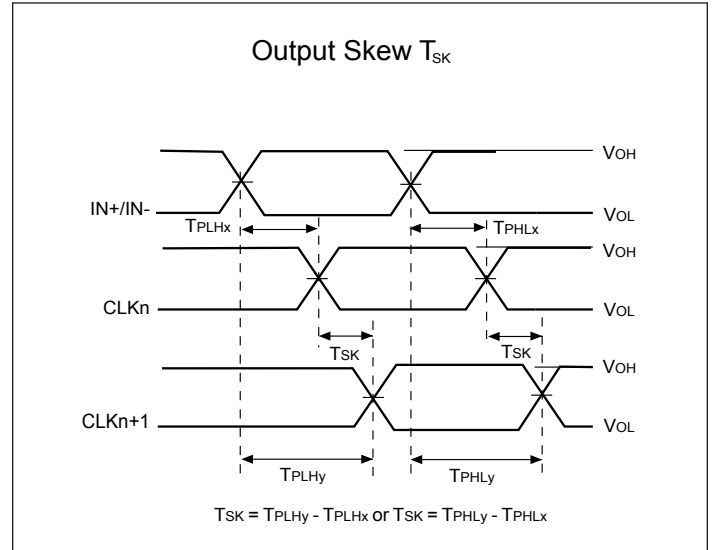 Output Skew TSK
VOH
IN+/IN-
VOL
TPLHx
TPHLx
VOH
CLKn
VOL
TSK
TSK
VOH
CLKn+1
VOL
TPLHy
TPHLy
TSK = TPLHy - TPLHx or TSK = TPHLy - TPHLx